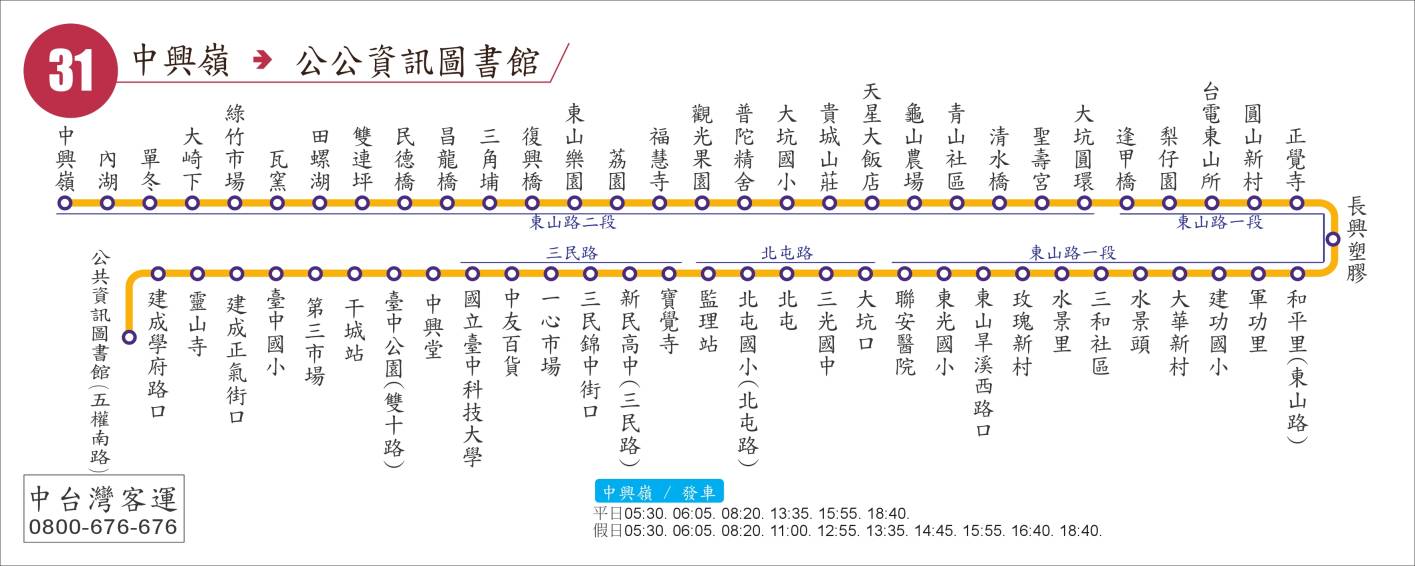 31 中興嶺 → 公公資訊圖書館
中興嶺
內湖
單冬
大崎下
綠竹市場
瓦窯
田螺湖
雙連坪
民德橋
昌龍橋
三角埔
復興橋
東山樂園
荔園
福慧寺
觀光果園
普陀精舍
大坑國小
貴城山莊
天星大飯店
龜山農場
青山社區
清水橋
聖壽宮
大坑圓環
逢甲橋
梨仔園
台電東山所
圓山新村
正覺寺
長興塑膠
東山路二段
東山路一段
三民路
北屯路
東山路一段
和平里(東山路)
軍功里
建功國小
大華新村
水景頭
三和社區
水景里
玫瑰新村
東山旱溪西路口
東光國小
聯安醫院
大坑口
三光國中
北屯
北屯國小(北屯路)
監理站
寶覺寺
新民高中(三民路)
三民錦中街口
一心市場
中友百貨
國立臺中科技大學
中興堂
臺中公園(雙十路)
干城站
第三市場
臺中國小
建成正氣街口
靈山寺
建成學府路口
公共資訊圖書館(五權南路)
中台灣客運
0800-676-676
中興嶺 / 發車
平日05:30. 06:05. 08:20. 13:35. 15:55. 18:40.
假日05:30. 06:05. 08:20. 11:00. 12:55. 13:35. 14:45. 15:55. 16:40. 18:40.